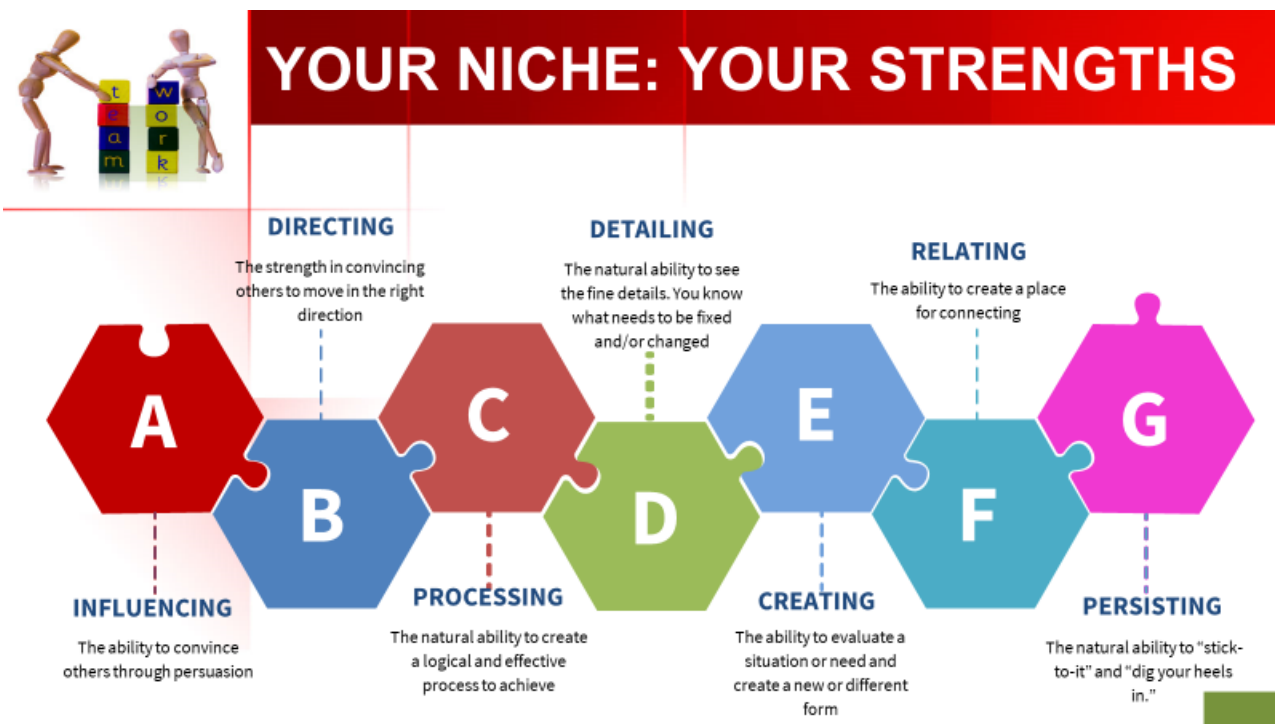 YOUR NICHE: YOUR STRENGTHS
t
e
a
m
w
o
r
k
DIRECTING
The strength in convincing
others to move in the right
direction
DETAILING
The natural ability to see
the fine details. You know
what needs to be fixed
and/or changed
RELATING
The ability to create a place
for connecting
A
B
C
D
E
F
G
INFLUENCING
The ability to convince
others through persuasion
PROCESSING
The natural ability to create
a logical and effective
process to achieve
CREATING
The ability to evaluate a
situation or need and
create a new or different
form
PERSISTING
The natural ability to “stick-
to-it” and “dig your heels
in.”